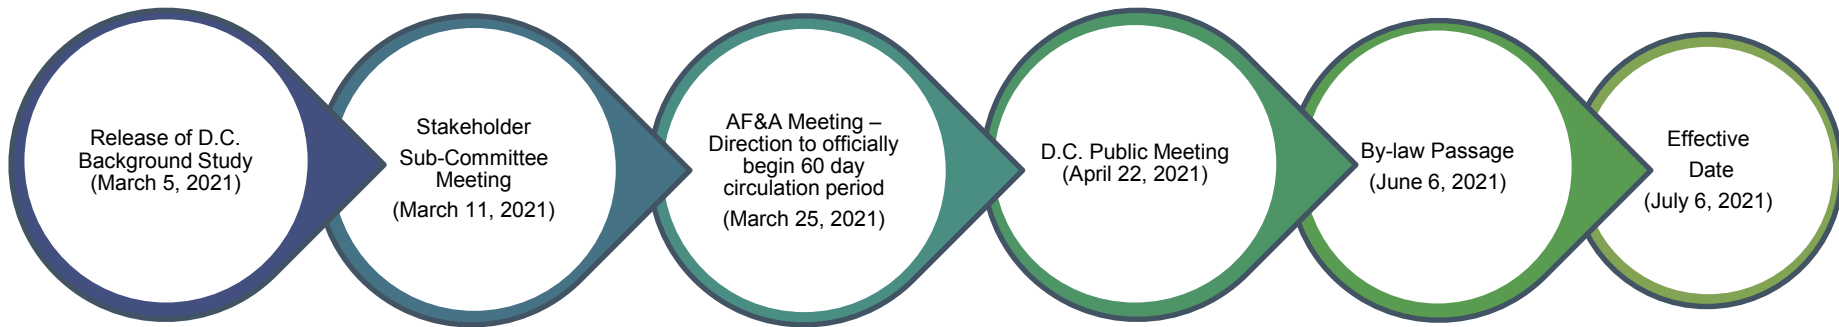 Release of D.C.
Background Study
(March 5, 2021)
Stakeholder
Sub-Committee
Meeting
(March 11, 2021)
AF&A Meeting –
Direction to officially
begin 60 day
circulation period
(March 25, 2021)
D.C. Public Meeting
(April 22, 2021)
By-law Passage
(June 6, 2021)
Effective
Date
(July 6, 2021)